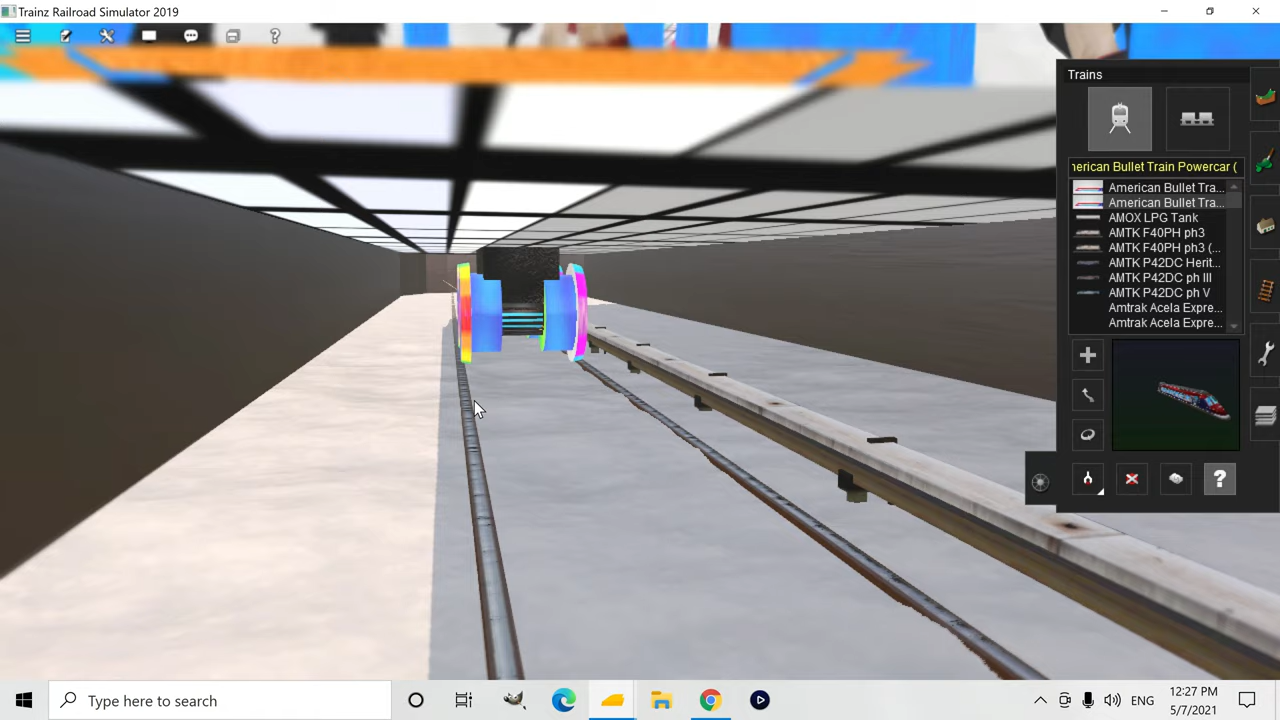 Trainz Railroad Simulator 2019
Trains
nerican Bullet Train Powercar (
American Bullet Tra...
American Bullet Tra...
AMOX LPG Tank
AMTK F40PH ph3
AMTK F40PH ph3 (...
AMTK P42DC Herit...
AMTK P42DC ph III
AMTK P42DC ph V
Amtrak Acela Expre...
Amtrak Acela Expre...
?
Type here to search
ENG
12:27 PM
5/7/2021